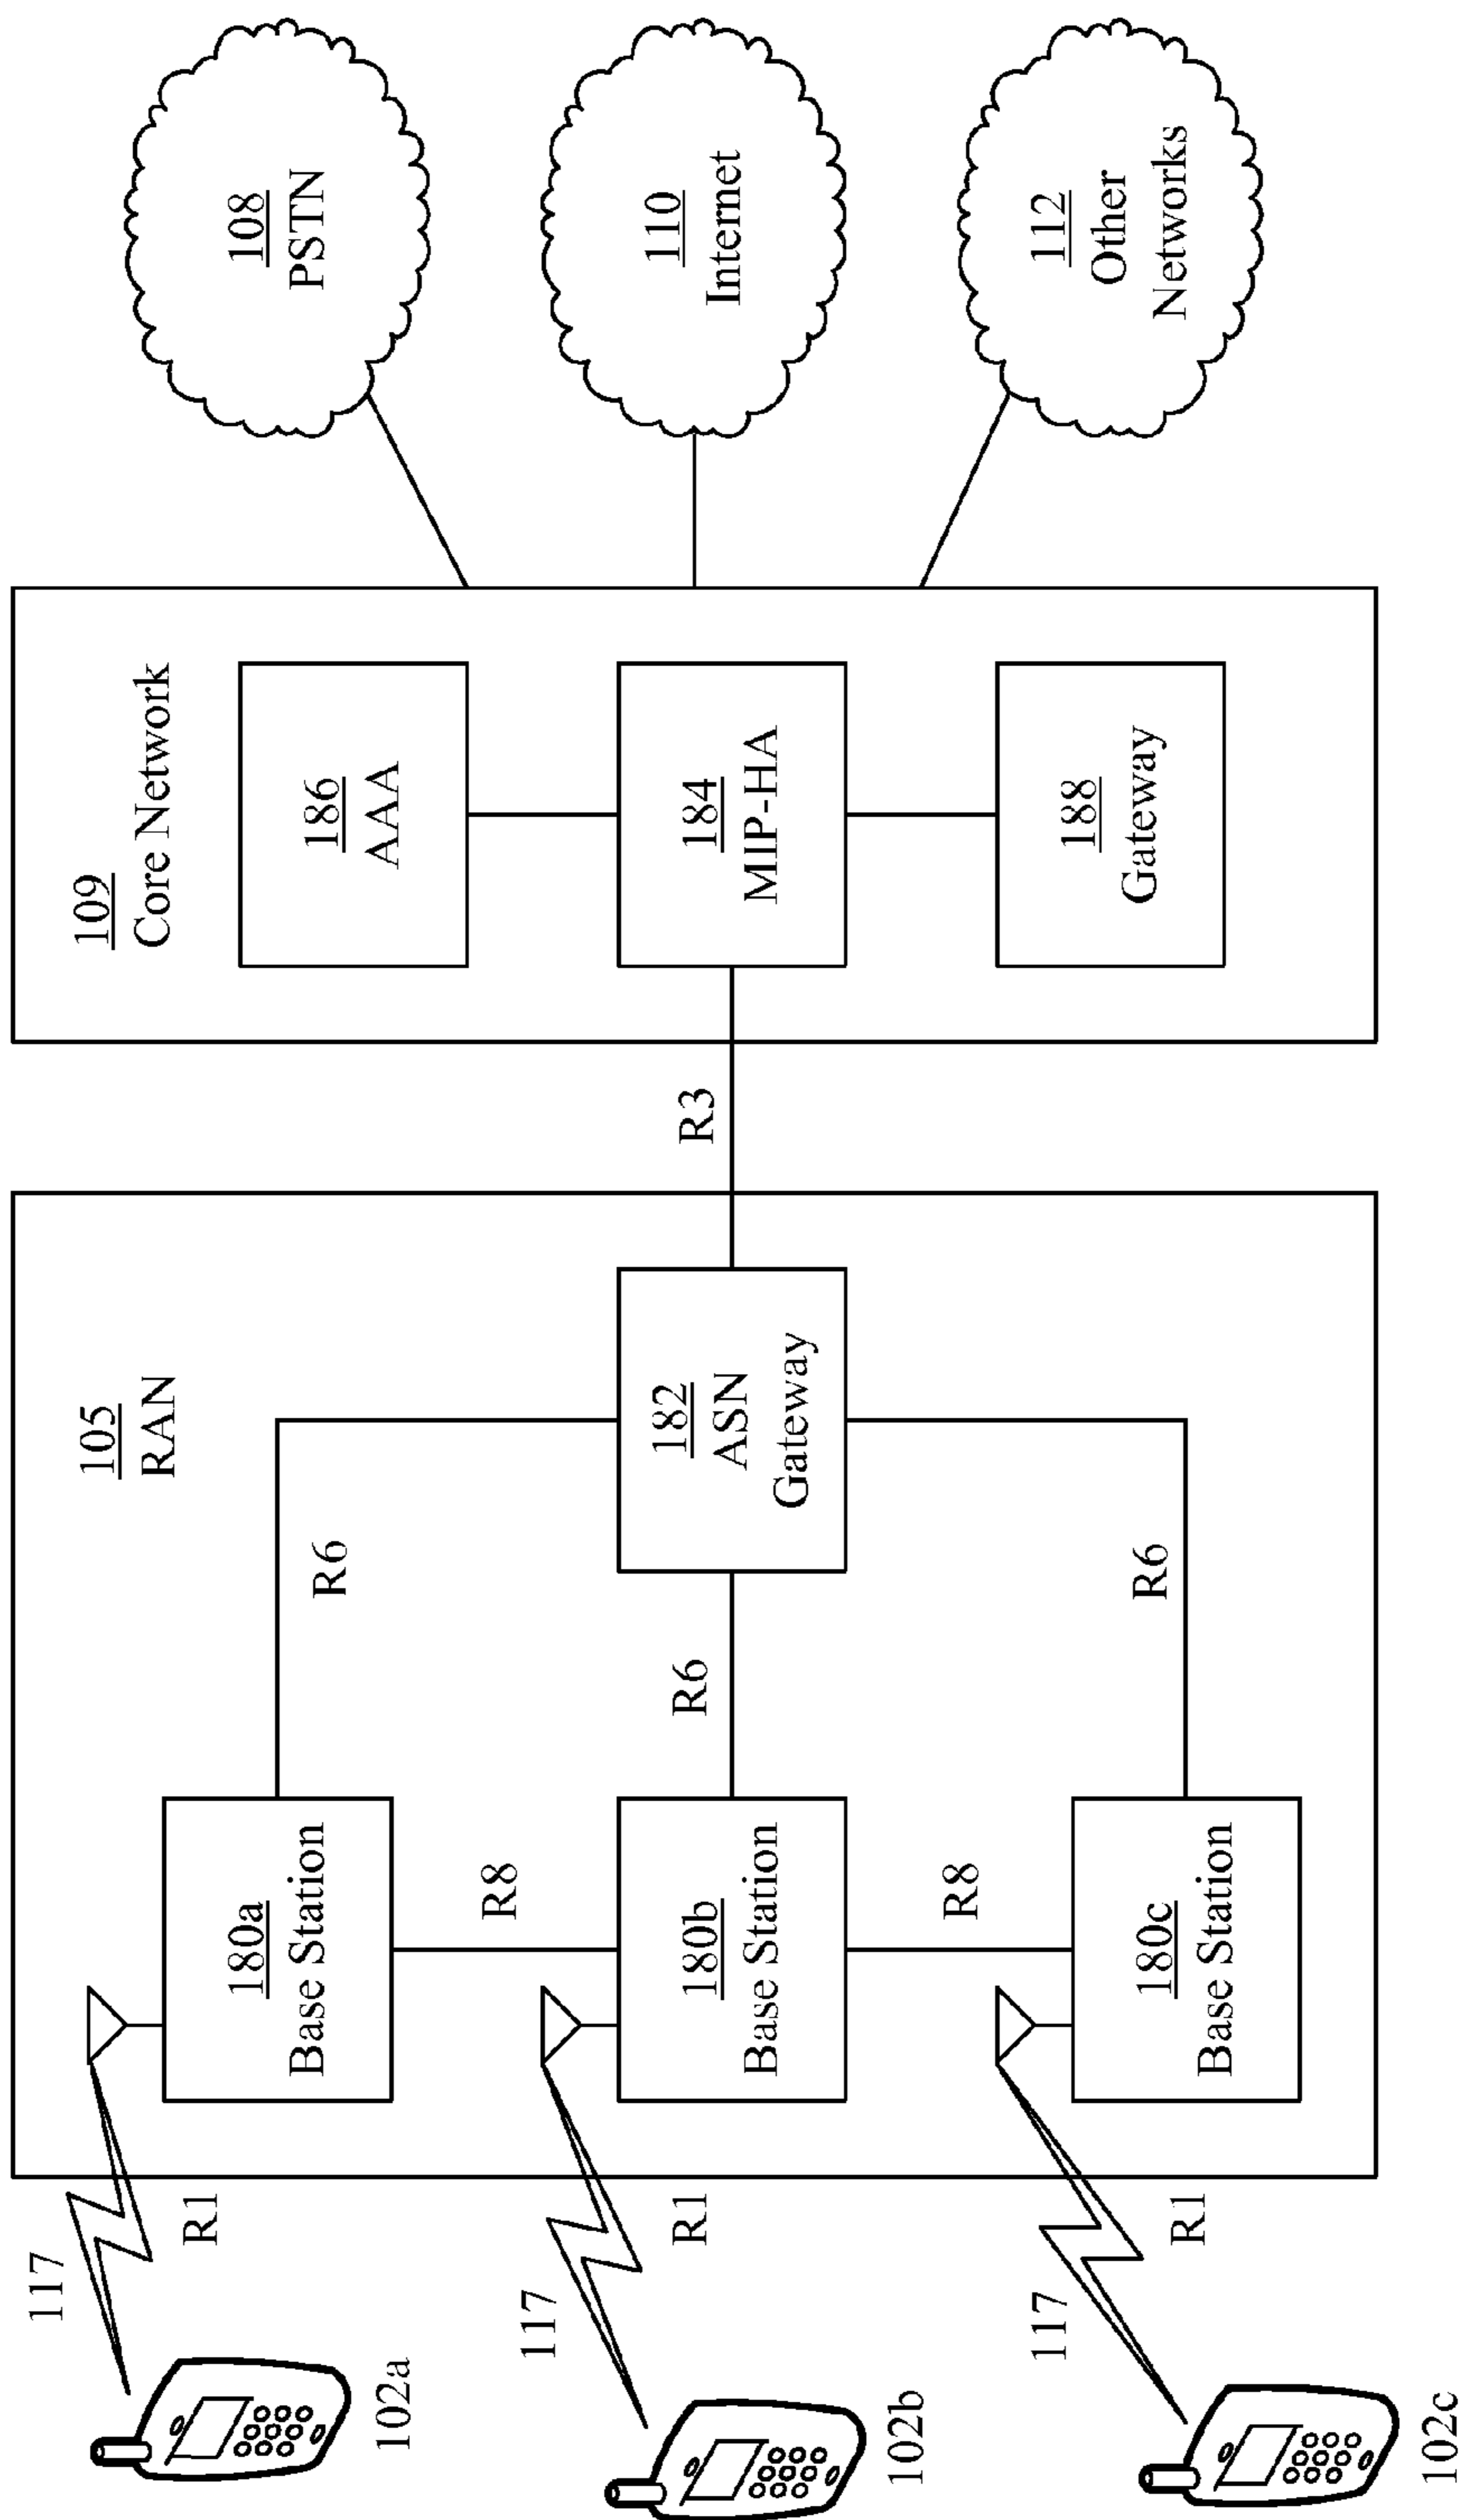 117
R1
102a
117
R1
102b
117
R1
102c
105
RAN
180a
Base Station
R8
180b
Base Station
R8
180c
Base Station
R6
R6
R6
182
ASN
Gateway
R3
109
Core Network
186
AAA
184
MIP-HA
188
Gateway
108
PSTN
110
Internet
112
Other
Networks